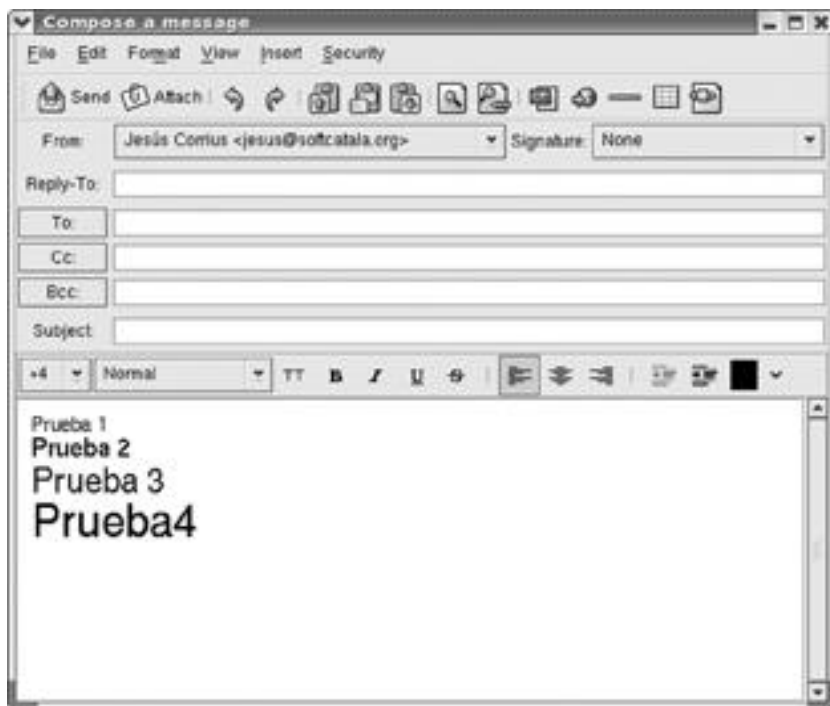 Compose a message
File Edit Format View Insert Security
Send Attach
From: Jesús Corrius <jesus@softcatala.org> Signature: None
Reply-To:
To:
Cc:
Bcc:
Subject:
+4 Normal TT B I U S
Prueba 1
Prueba 2
Prueba 3
Prueba4